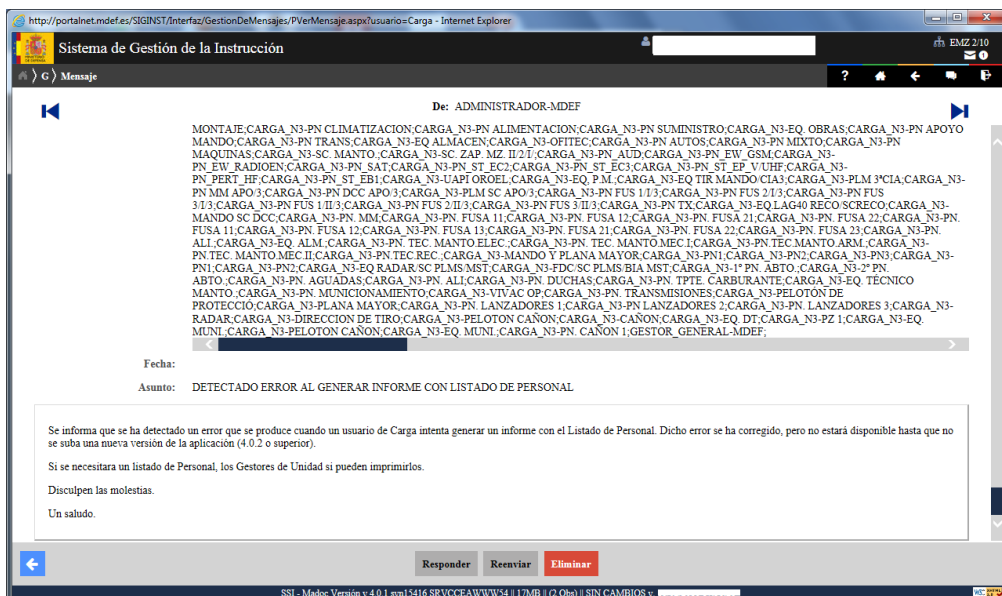 http://portalnet.mdef.es/SIGINST/Interfaz/GestionDeMensajes/PVerMensaje.aspx?usuario=Carga - Internet Explorer
Sistema de Gestión de la Instrucción
EMZ 2/10
G Mensaje
De: ADMINISTRADOR-MDEF
MONTAJE;CARGA_N3-PN CLIMATIZACION;CARGA_N3-PN ALIMENTACION;CARGA_N3-PN SUMINISTRO;CARGA_N3-EQ. OBRAS;CARGA_N3-PN APOYO
MANDO;CARGA_N3-PN TRANS;CARGA_N3-EQ ALMACEN;CARGA_N3-OFITEC;CARGA_N3-PN AUTOS;CARGA_N3-PN MIXTO;CARGA_N3-PN
MAQUINAS;CARGA_N3-SC. MANTO.;CARGA_N3-SC. ZAP. MZ. II/2/I/;CARGA_N3-PN_AUD;CARGA_N3-PN_EW_GSM;CARGA_N3-
PN_EW_RADIOEN;CARGA_N3-PN_SAT;CARGA_N3-PN_ST_EC2;CARGA_N3-PN_ST_EC3;CARGA_N3-PN_ST_EP_V/UHF;CARGA_N3-
PN_PERT_HF;CARGA_N3-PN_ST_EB1;CARGA_N3-UAPI OROEL;CARGA_N3-EQ, P.M.;CARGA_N3-EQ TIR MANDO/CIA3;CARGA_N3-PLM 3ªCIA;CARGA_N3-
PN MM APO/3;CARGA_N3-PN DCC APO/3;CARGA_N3-PLM SC APO/3;CARGA_N3-PN FUS 1/I/3;CARGA_N3-PN FUS 2/I/3;CARGA_N3-PN FUS
3/I/3;CARGA_N3-PN FUS 1/II/3;CARGA_N3-PN FUS 2/II/3;CARGA_N3-PN FUS 3/II/3;CARGA_N3-PN TX;CARGA_N3-EQ.LAG40 RECO/SCRECO;CARGA_N3-
MANDO SC DCC;CARGA_N3-PN. MM;CARGA_N3-PN. FUSA 11;CARGA_N3-PN. FUSA 12;CARGA_N3-PN. FUSA 21;CARGA_N3-PN. FUSA 22;CARGA_N3-PN.
FUSA 11;CARGA_N3-PN. FUSA 12;CARGA_N3-PN. FUSA 13;CARGA_N3-PN. FUSA 21;CARGA_N3-PN. FUSA 22;CARGA_N3-PN. FUSA 23;CARGA_N3-PN.
ALI.;CARGA_N3-EQ. ALM.;CARGA_N3-PN. TEC. MANTO.ELEC.;CARGA_N3-PN. TEC. MANTO.MEC.I;CARGA_N3-PN.TEC.MANTO.ARM.;CARGA_N3-
PN.TEC. MANTO.MEC.II;CARGA_N3-PN.TEC.REC.;CARGA_N3-MANDO Y PLANA MAYOR;CARGA_N3-PN1;CARGA_N3-PN2;CARGA_N3-PN3;CARGA_N3-
PN1;CARGA_N3-PN2;CARGA_N3-EQ RADAR/SC PLMS/MST;CARGA_N3-FDC/SC PLMS/BIA MST;CARGA_N3-1º PN. ABTO.;CARGA_N3-2º PN.
ABTO.;CARGA_N3-PN. AGUADAS;CARGA_N3-PN. ALI;CARGA_N3-PN. DUCHAS;CARGA_N3-PN. TPTE. CARBURANTE;CARGA_N3-EQ. TÉCNICO
MANTO.;CARGA_N3-PN. MUNICIONAMIENTO;CARGA_N3-VIVAC OP;CARGA_N3-PN. TRANSMISIONES;CARGA_N3-PELOTÓN DE
PROTECCIÓ;CARGA_N3-PLANA MAYOR;CARGA_N3-PN. LANZADORES 1;CARGA_N3-PN LANZADORES 2;CARGA_N3-PN. LANZADORES 3;CARGA_N3-
RADAR;CARGA_N3-DIRECCION DE TIRO;CARGA_N3-PELOTON CAÑON;CARGA_N3-CAÑON;CARGA_N3-EQ. DT;CARGA_N3-PZ 1;CARGA_N3-EQ.
MUNI.;CARGA_N3-PELOTON CAÑON;CARGA_N3-EQ. MUNI.;CARGA_N3-PN. CAÑON 1;GESTOR_GENERAL-MDEF;
Fecha:
Asunto: DETECTADO ERROR AL GENERAR INFORME CON LISTADO DE PERSONAL
Se informa que se ha detectado un error que se produce cuando un usuario de Carga intenta generar un informe con el Listado de Personal. Dicho error se ha corregido, pero no estará disponible hasta que no
se suba una nueva versión de la aplicación (4.0.2 o superior).
Si se necesitara un listado de Personal, los Gestores de Unidad si pueden imprimirlos.
Disculpen las molestias.
Un saludo.
Responder Reenviar Eliminar
SSI - Madoc Versión v 4.0.1 svn15416 SRVCCEAWWW54 || 17MB || (2 Obs) || SIN CAMBIOS v.